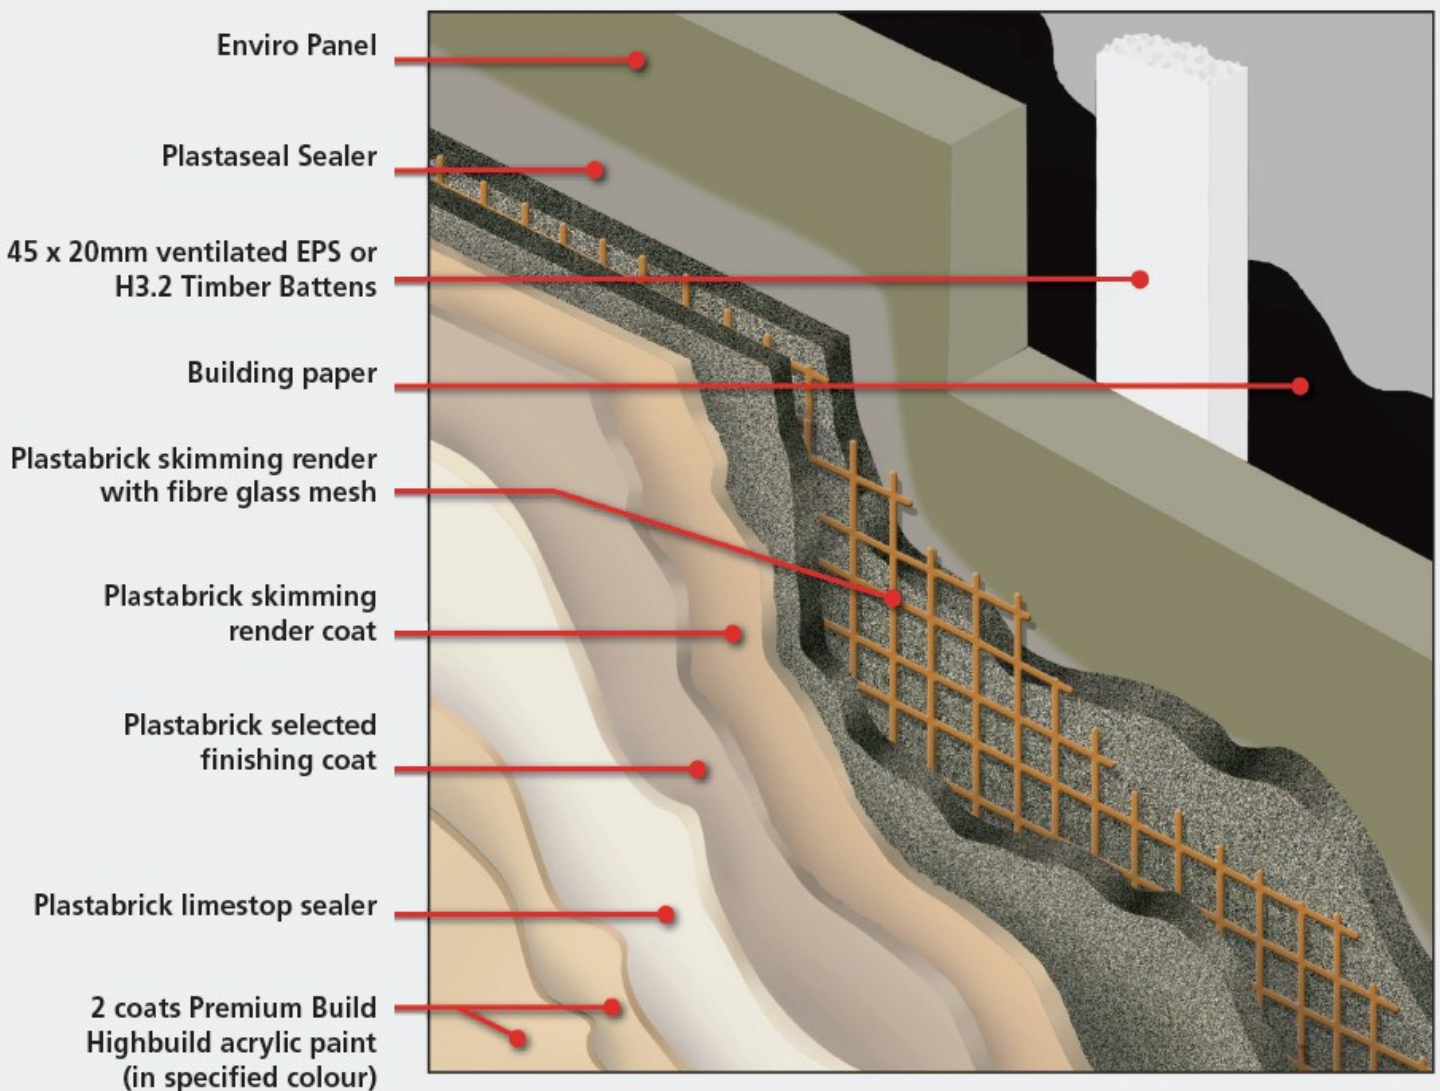 Enviro Panel
Plastaseal Sealer
45 x 20mm ventilated EPS or
H3.2 Timber Battens
Building paper
Plastabrick skimming render
with fibre glass mesh
Plastabrick skimming
render coat
Plastabrick selected
finishing coat
Plastabrick limestop sealer
2 coats Premium Build
Highbuild acrylic paint
(in specified colour)